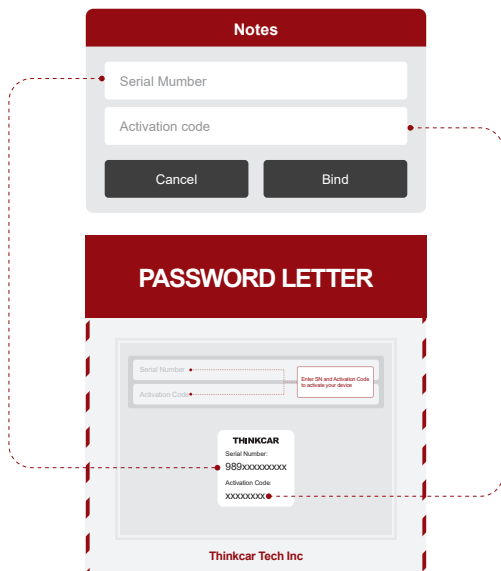 Notes
Serial Mumber
Activation code
Cancel
Bind
PASSWORD LETTER
Serial Number
Activation Code
Enter SN and Activation Code
to activate your device
THINKCAR
Serial Number:
989xxxxxxxxx
Activation Code:
xxxxxxxx
Thinkcar Tech Inc